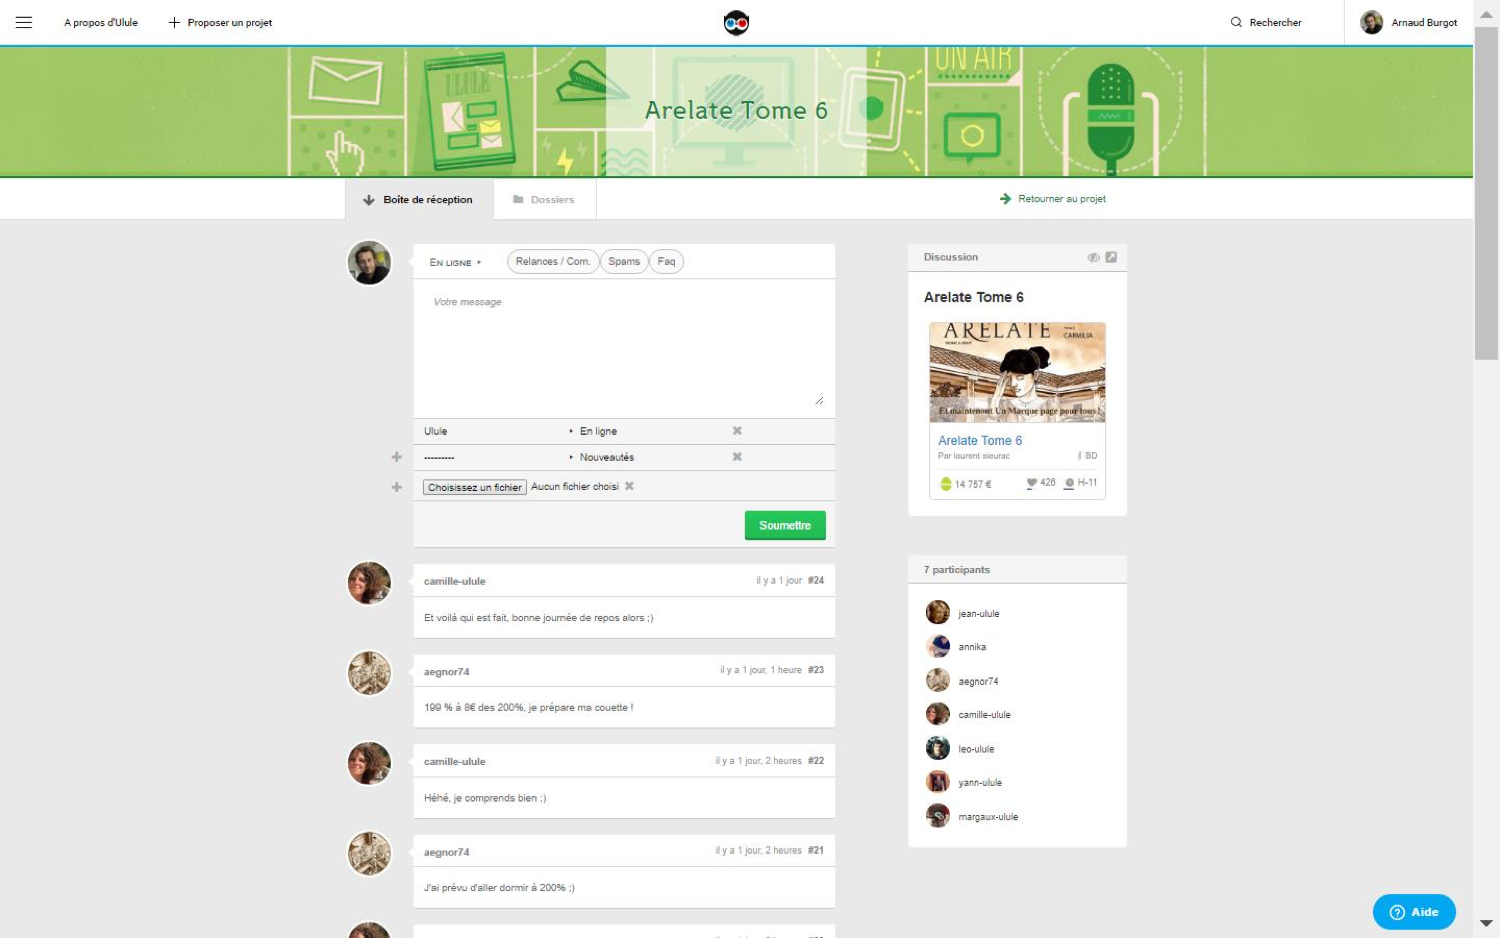 A propos d'Ulule
Proposer un projet
Rechercher
Arnaud Burgot
ULULE
ON AIR
Arelate Tome 6
Boîte de réception
Dossiers
Retourner au projet
EN LIGNE
Relances / Com.
Spams
Faq
Votre message
Ulule
En ligne
---------
Nouveautés
Choisissez un fichier
Aucun fichier choisi
Soumettre
camille-ulule
il y a 1 jour #24
Et voilà qui est fait, bonne journée de repos alors ;)
aegnor74
il y a 1 jour, 1 heure #23
199 % à 8€ des 200%, je prépare ma couette !
camille-ulule
il y a 1 jour, 2 heures #22
Héhé, je comprends bien ;)
aegnor74
il y a 1 jour, 2 heures #21
J'ai prévu d'aller dormir à 200% ;)
Discussion
Arelate Tome 6
ARELATE
CARMILIA
Et maintenant Un Marque page pour tous !
Arelate Tome 6
Par laurent sieurac
BD
14 757 €
426
H-11
7 participants
jean-ulule
annika
aegnor74
camille-ulule
leo-ulule
yann-ulule
margaux-ulule
Aide